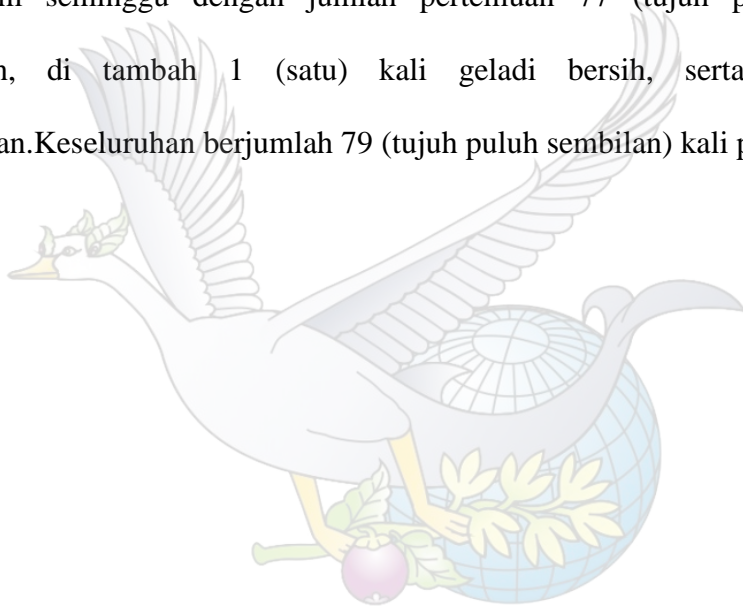 seminggu dengan jumlah pertemuan 77 (tujuh
di tambah 1 (satu) kali geladi bersih, serta
an.Keseluruhan berjumlah 79 (tujuh puluh sembilan) kali p